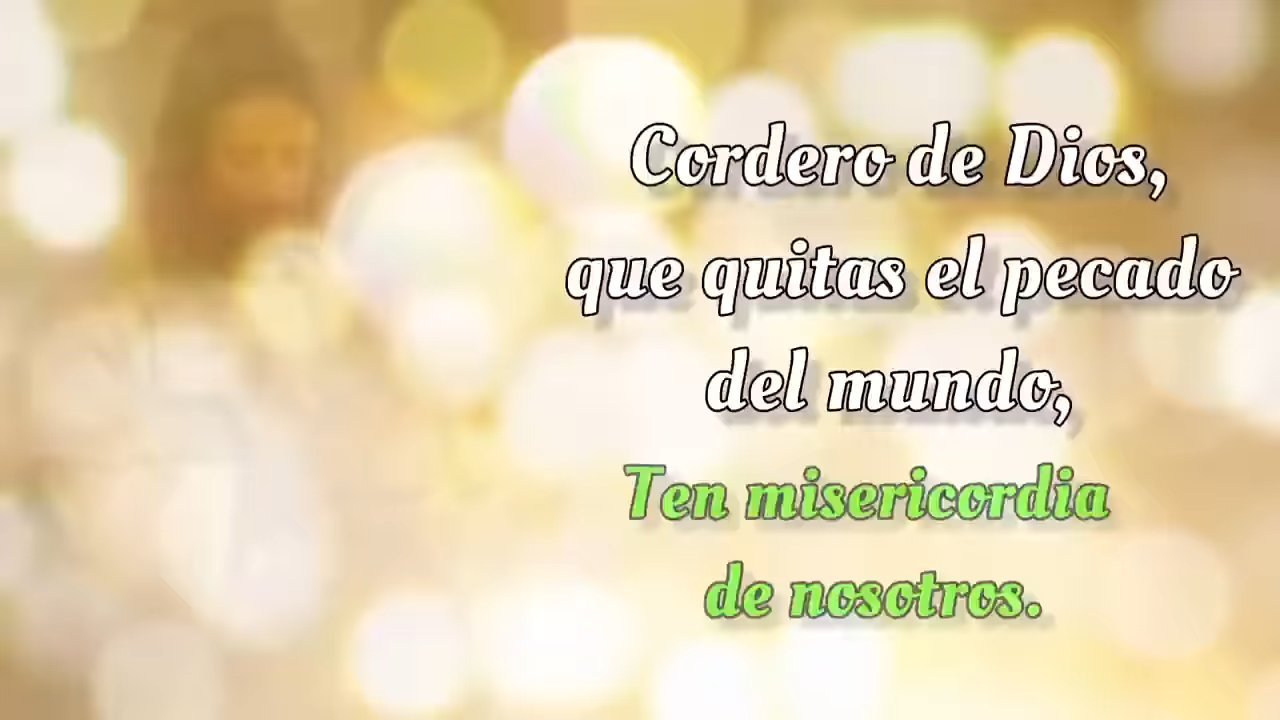 Cordero de Dios,
que quitas el pecado
del mundo,
Ten misericordia
de nosotros.